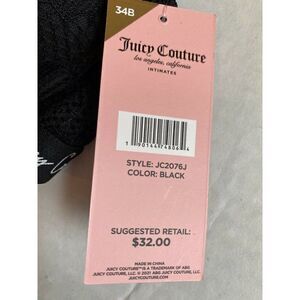 34B
Juicy Couture
los angeles, california
INTIMATES
STYLE: JC2076J
COLOR: BLACK
SUGGESTED RETAIL:
$32.00
MADE IN CHINA
JUICY COUTURE™ IS A TRADEMARK OF ABG
JUICY COUTURE, LLC. © 2021 ABG JUICY COUTURE, LLC.
JUICYCOUTURE.COM